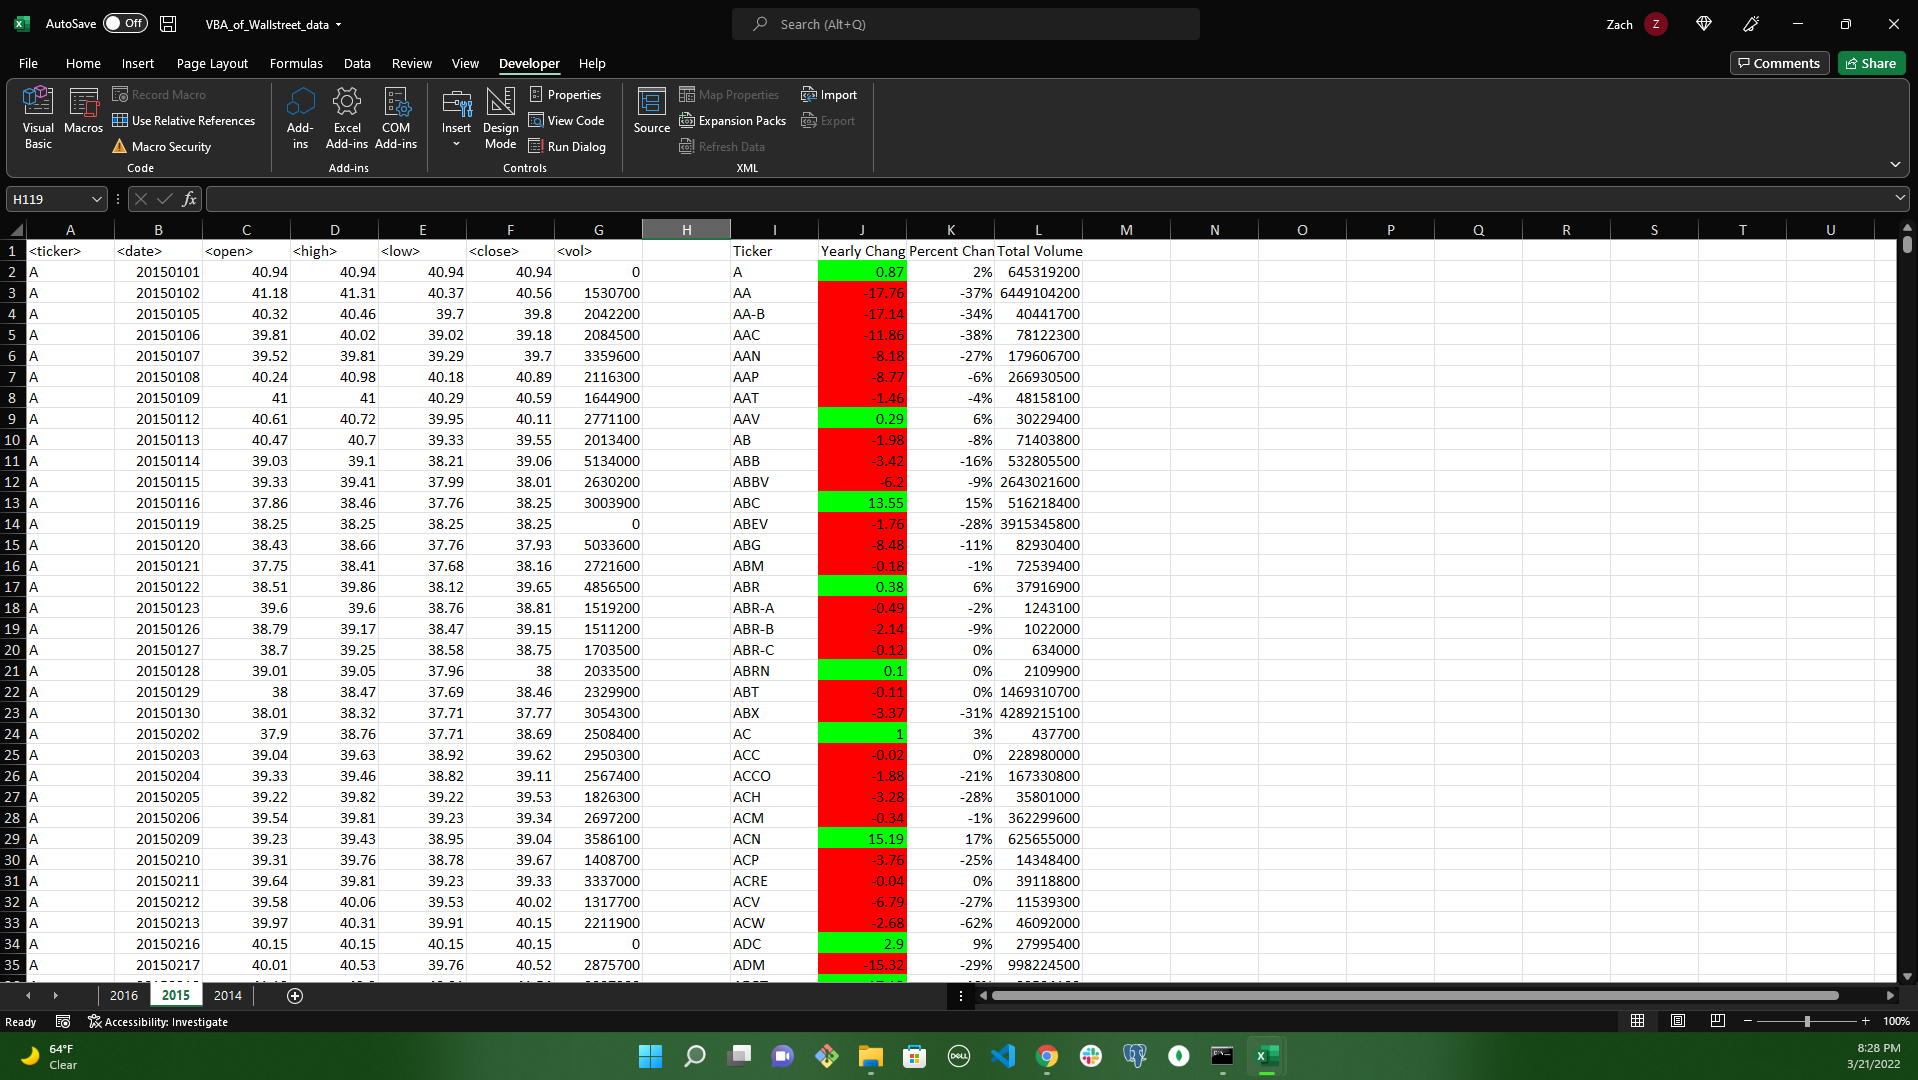 AutoSave Off VBA_of_Wallstreet_data Search (Alt+Q) Zach Z
File Home Insert Page Layout Formulas Data Review View Developer Help Comments Share
Visual Basic Macros Record Macro Use Relative References Macro Security Code
Add-ins Excel Add-ins COM Add-ins Add-ins
Insert Design Mode Properties View Code Run Dialog Controls
Source Map Properties Expansion Packs Refresh Data Import Export XML
H119 fx
A B C D E F G H I J K L M N O P Q R S T U
1 <ticker> <date> <open> <high> <low> <close> <vol> Ticker Yearly Chang Percent Chan Total Volume
2 A 20150101 40.94 40.94 40.94 40.94 0 A 0.87 2% 645319200
3 A 20150102 41.18 41.31 40.37 40.56 1530700 AA -17.76 -37% 6449104200
4 A 20150105 40.32 40.46 39.7 39.8 2042200 AA-B -17.14 -34% 40441700
5 A 20150106 39.81 40.02 39.02 39.18 2084500 AAC -11.86 -38% 78122300
6 A 20150107 39.52 39.81 39.29 39.7 3359600 AAN -8.18 -27% 179606700
7 A 20150108 40.24 40.98 40.18 40.89 2116300 AAP -8.77 -6% 266930500
8 A 20150109 41 41 40.29 40.59 1644900 AAT -1.46 -4% 48158100
9 A 20150112 40.61 40.72 39.95 40.11 2771100 AAV 0.29 6% 30229400
10 A 20150113 40.47 40.7 39.33 39.55 2013400 AB -1.98 -8% 71403800
11 A 20150114 39.03 39.1 38.21 39.06 5134000 ABB -3.42 -16% 532805500
12 A 20150115 39.33 39.41 37.99 38.01 2630200 ABBV -6.2 -9% 2643021600
13 A 20150116 37.86 38.46 37.76 38.25 3003900 ABC 13.55 15% 516218400
14 A 20150119 38.25 38.25 38.25 38.25 0 ABEV -1.76 -28% 3915345800
15 A 20150120 38.43 38.66 37.76 37.93 5033600 ABG -8.48 -11% 82930400
16 A 20150121 37.75 38.41 37.68 38.16 2721600 ABM -0.18 -1% 72539400
17 A 20150122 38.51 39.86 38.12 39.65 4856500 ABR 0.38 6% 37916900
18 A 20150123 39.6 39.6 38.76 38.81 1519200 ABR-A -0.49 -2% 1243100
19 A 20150126 38.79 39.17 38.47 39.15 1511200 ABR-B -2.14 -9% 1022000
20 A 20150127 38.7 39.25 38.58 38.75 1703500 ABR-C -0.12 0% 634000
21 A 20150128 39.01 39.05 37.96 38 2033500 ABRN 0.1 0% 2109900
22 A 20150129 38 38.47 37.69 38.46 2329900 ABT -0.11 0% 1469310700
23 A 20150130 38.01 38.32 37.71 37.77 3054300 ABX -3.37 -31% 4289215100
24 A 20150202 37.9 38.76 37.71 38.69 2508400 AC 1 3% 437700
25 A 20150203 39.04 39.63 38.92 39.62 2950300 ACC -0.02 0% 228980000
26 A 20150204 39.33 39.46 38.82 39.11 2567400 ACCO -1.88 -21% 167330800
27 A 20150205 39.22 39.82 39.22 39.53 1826300 ACH -3.28 -28% 35801000
28 A 20150206 39.54 39.81 39.23 39.34 2697200 ACM -0.34 -1% 362299600
29 A 20150209 39.23 39.43 38.95 39.04 3586100 ACN 15.19 17% 625655000
30 A 20150210 39.31 39.76 38.78 39.67 1408700 ACP -3.76 -25% 14348400
31 A 20150211 39.64 39.81 39.23 39.33 3337000 ACRE -0.04 0% 39118800
32 A 20150212 39.58 40.06 39.53 40.02 1317700 ACV -6.79 -27% 11539300
33 A 20150213 39.97 40.31 39.91 40.15 2211900 ACW -2.68 -62% 46092000
34 A 20150216 40.15 40.15 40.15 40.15 0 ADC 2.9 9% 27995400
35 A 20150217 40.01 40.53 39.76 40.52 2875700 ADM -15.32 -29% 998224500
2016 2015 2014
Ready Accessibility: Investigate 100%
64°F
Clear
DELL
8:28 PM
3/21/2022